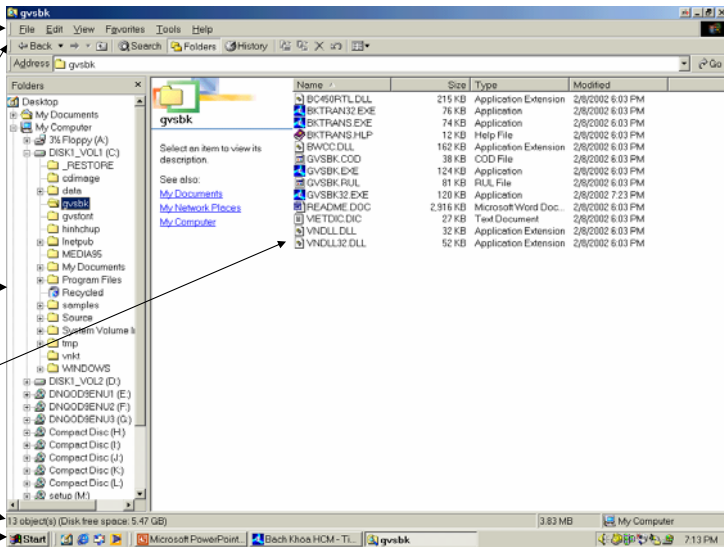 gvsbk
File Edit View Favorites Tools Help
Back Search Folders History
Address gvsbk Go
Folders
Desktop
My Documents
My Computer
3½ Floppy (A:)
DISK1_VOL1 (C:)
_RESTORE
cdimage
data
gvsbk
gvsfont
hinhchup
Inetpub
MEDIA95
My Documents
Program Files
Recycled
samples
Source
System Volume I
tmp
vnkt
WINDOWS
DISK1_VOL2 (D:)
DNGOD9ENU1 (E:)
DNGOD9ENU2 (F:)
DNGOD9ENU3 (G:)
Compact Disc (H:)
Compact Disc (I:)
Compact Disc (J:)
Compact Disc (K:)
Compact Disc (L:)
setup (M:)
gvsbk
Select an item to view its
description.
See also:
My Documents
My Network Places
My Computer
Name Size Type Modified
BC450RTL.DLL 215 KB Application Extension 2/8/2002 6:03 PM
BKTRAN32.EXE 76 KB Application 2/8/2002 6:03 PM
BKTRANS.EXE 74 KB Application 2/8/2002 6:03 PM
BKTRANS.HLP 12 KB Help File 2/8/2002 6:03 PM
BWCC.DLL 162 KB Application Extension 2/8/2002 6:03 PM
GVSBK.COD 38 KB COD File 2/8/2002 6:03 PM
GVSBK.EXE 124 KB Application 2/8/2002 6:03 PM
GVSBK.RUL 81 KB RUL File 2/8/2002 6:03 PM
GVSBK32.EXE 120 KB Application 2/8/2002 7:23 PM
README.DOC 2,916 KB Microsoft Word Doc... 2/8/2002 6:03 PM
VIETDIC.DIC 27 KB Text Document 2/8/2002 6:03 PM
VNDLL.DLL 32 KB Application Extension 2/8/2002 6:03 PM
VNDLL32.DLL 52 KB Application Extension 2/8/2002 6:03 PM
13 object(s) (Disk free space: 5.47 GB) 3.83 MB My Computer
Start Microsoft PowerPoint... Bach Khoa HCM - Ti... gvsbk 7:13 PM